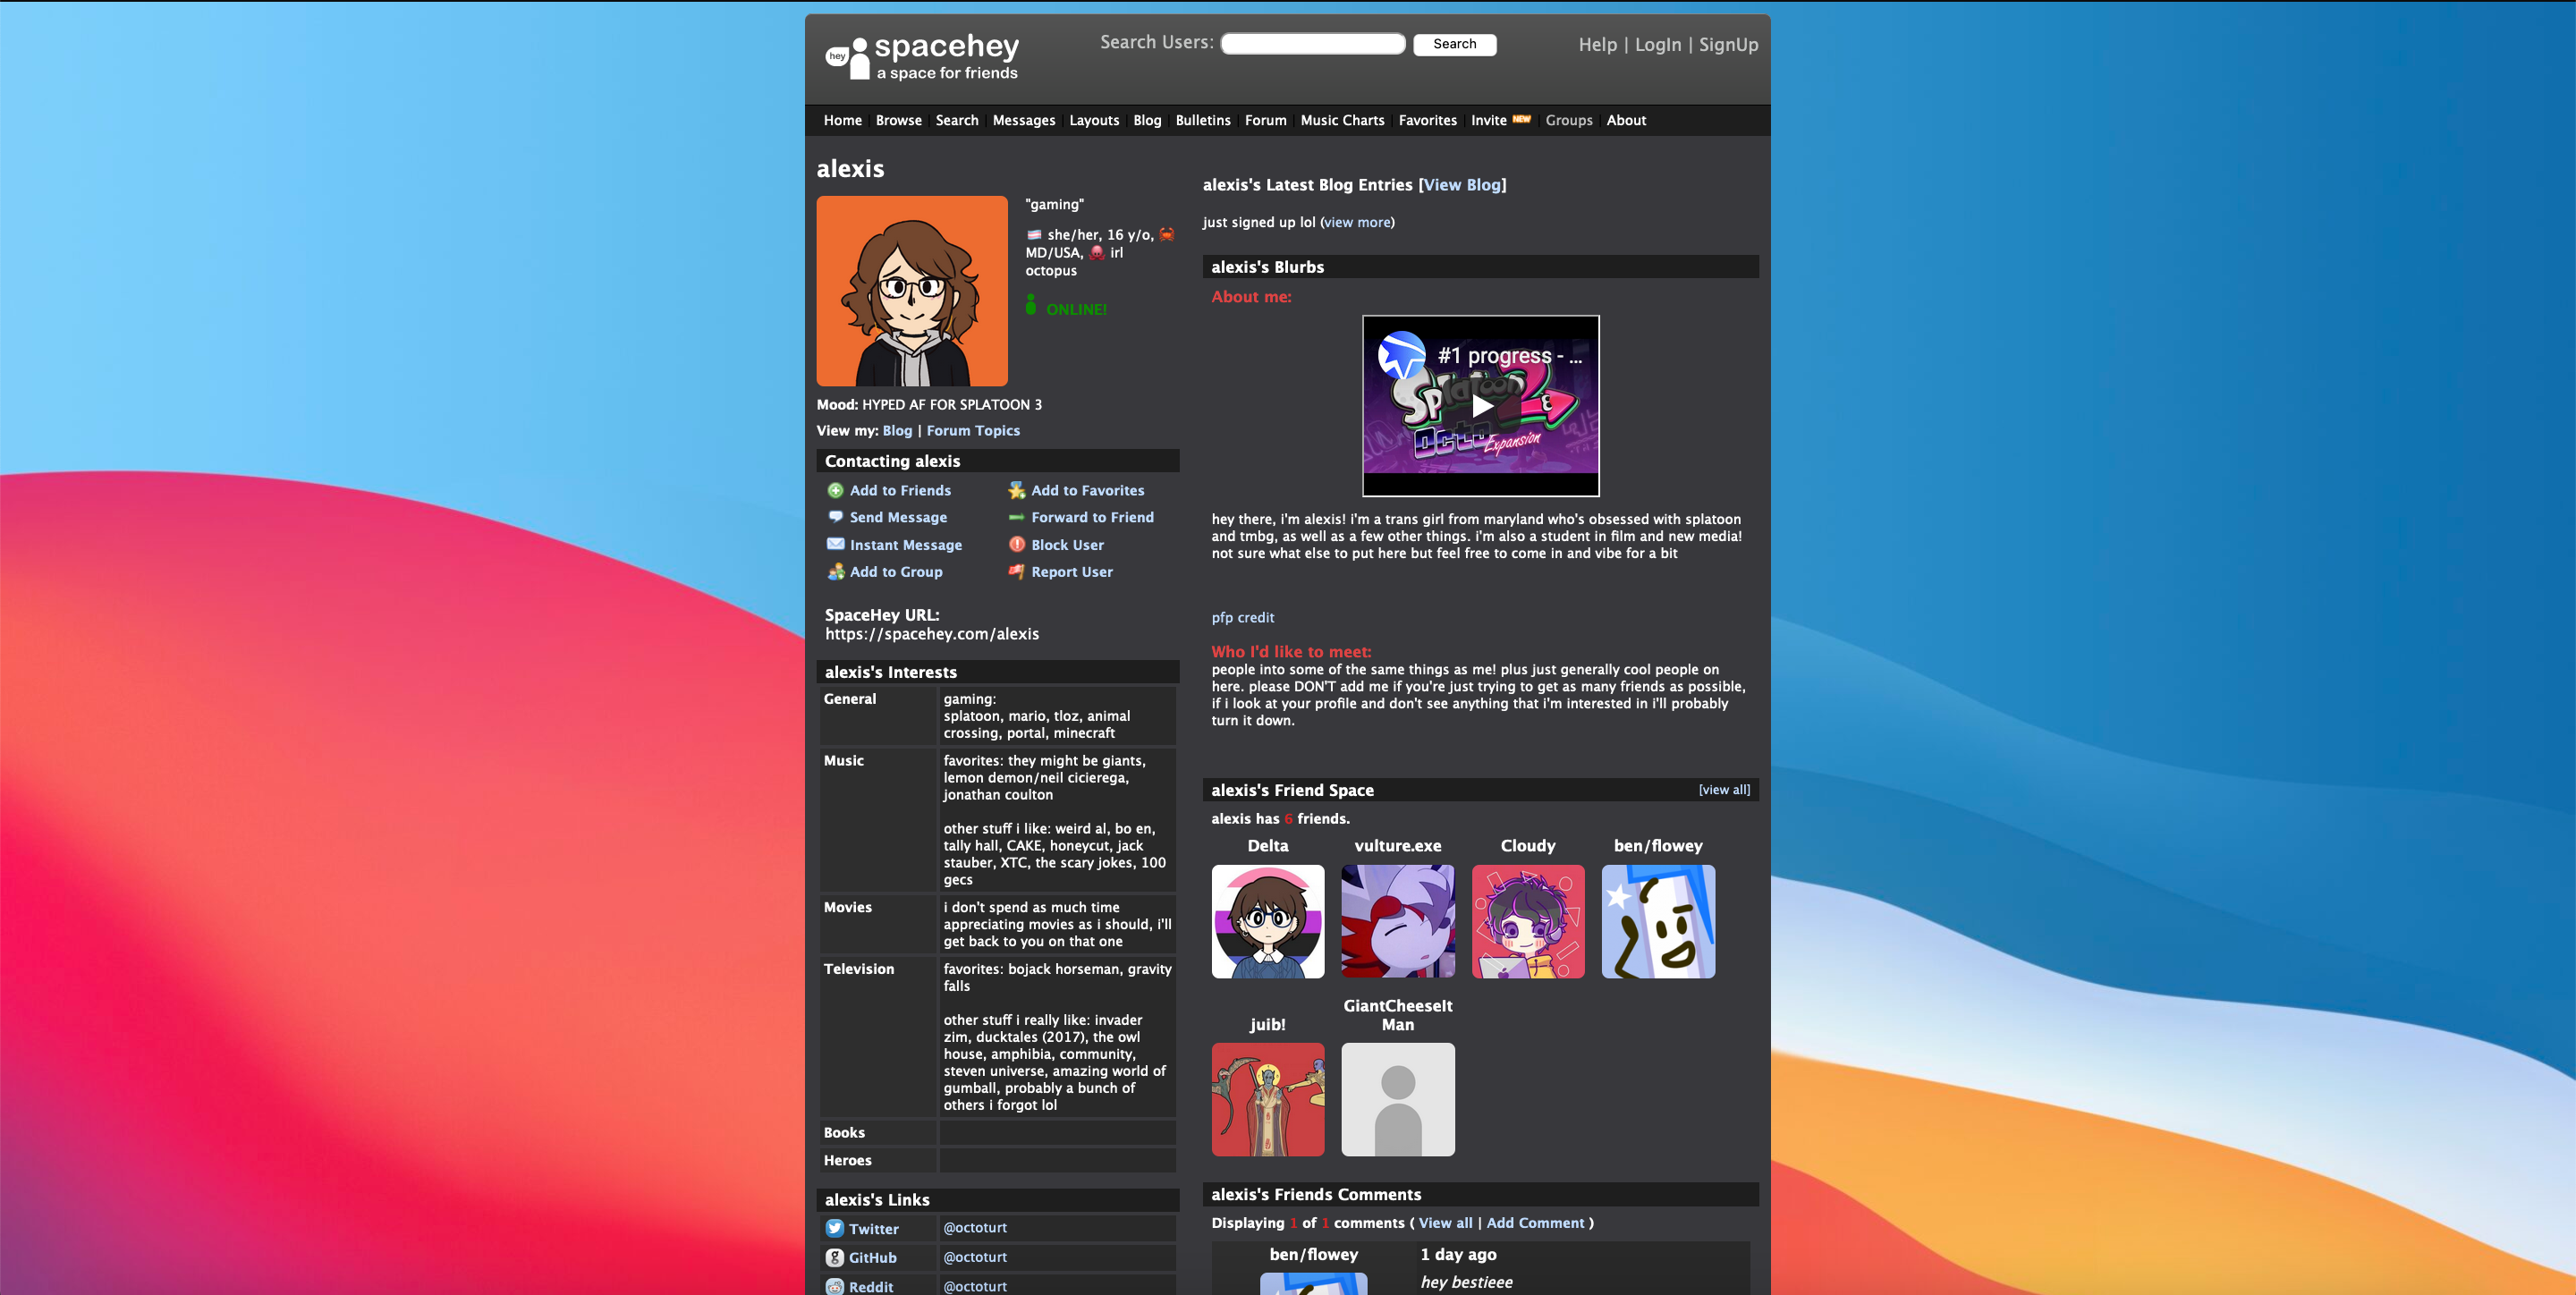 hey
spacehey
a space for friends
Search Users:
Search
Help | LogIn | SignUp
Home | Browse | Search | Messages | Layouts | Blog | Bulletins | Forum | Music Charts | Favorites | Invite NEW | Groups | About
alexis
"gaming"
she/her, 16 y/o,
MD/USA, irl
octopus
ONLINE!
Mood: HYPED AF FOR SPLATOON 3
View my: Blog | Forum Topics
Contacting alexis
Add to Friends
Add to Favorites
Send Message
Forward to Friend
Instant Message
Block User
Add to Group
Report User
SpaceHey URL:
https://spacehey.com/alexis
alexis's Interests
General
gaming:
splatoon, mario, tloz, animal
crossing, portal, minecraft
Music
favorites: they might be giants,
lemon demon/neil cicierega,
jonathan coulton
other stuff i like: weird al, bo en,
tally hall, CAKE, honeycut, jack
stauber, XTC, the scary jokes, 100
gecs
Movies
i don't spend as much time
appreciating movies as i should, i'll
get back to you on that one
Television
favorites: bojack horseman, gravity
falls
other stuff i really like: invader
zim, ducktales (2017), the owl
house, amphibia, community,
steven universe, amazing world of
gumball, probably a bunch of
others i forgot lol
Books
Heroes
alexis's Links
Twitter
@octoturt
GitHub
@octoturt
Reddit
@octoturt
alexis's Latest Blog Entries [View Blog]
just signed up lol (view more)
alexis's Blurbs
About me:
#1 progress - ...
Splatoon 2
Octo Expansion
hey there, i'm alexis! i'm a trans girl from maryland who's obsessed with splatoon
and tmbg, as well as a few other things. i'm also a student in film and new media!
not sure what else to put here but feel free to come in and vibe for a bit
pfp credit
Who I'd like to meet:
people into some of the same things as me! plus just generally cool people on
here. please DON'T add me if you're just trying to get as many friends as possible,
if i look at your profile and don't see anything that i'm interested in i'll probably
turn it down.
alexis's Friend Space
[view all]
alexis has 6 friends.
Delta
vulture.exe
Cloudy
ben/flowey
juib!
GiantCheeseIt
Man
alexis's Friends Comments
Displaying 1 of 1 comments ( View all | Add Comment )
ben/flowey
1 day ago
hey bestieee